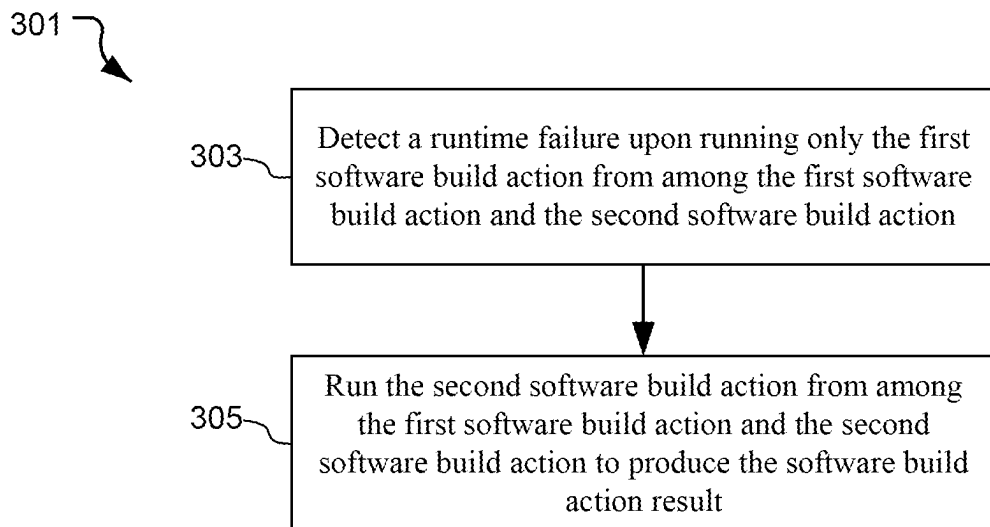 301
303
Detect a runtime failure upon running only the first
software build action from among the first software
build action and the second software build action
305
Run the second software build action from among
the first software build action and the second
software build action to produce the software build
action result